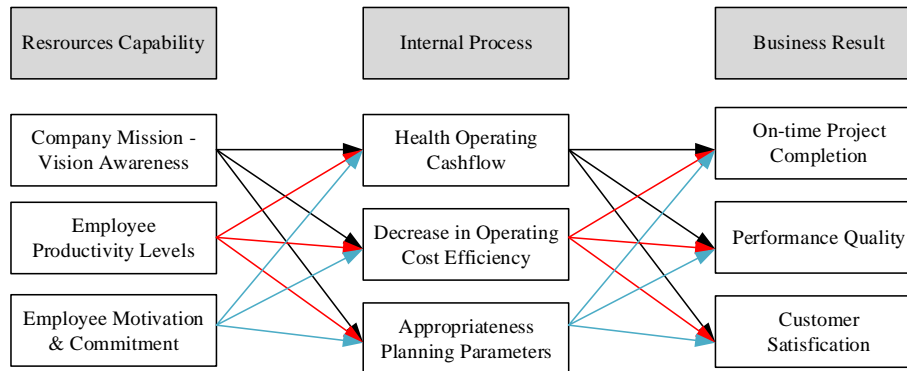 Resrources Capability
Internal Process
Business Result
Company Mission -
Vision Awareness
Health Operating
Cashflow
On-time Project
Completion
Employee
Productivity Levels
Decrease in Operating
Cost Efficiency
Performance Quality
Employee Motivation
& Commitment
Appropriateness
Planning Parameters
Customer
Satisfication